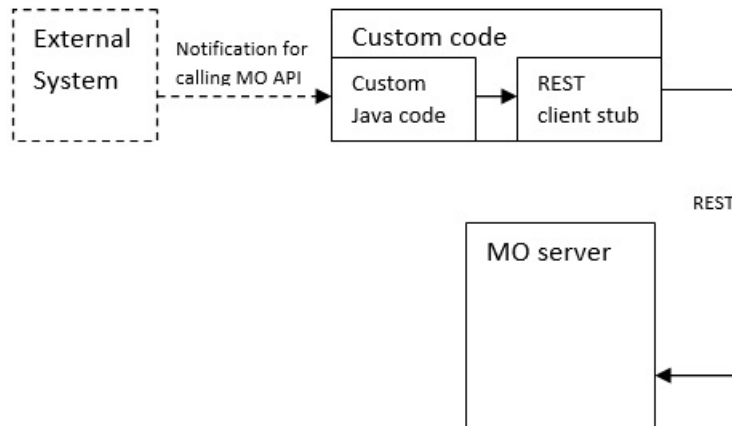 External
System
Notification for
calling MO API
Custom code
Custom
Java code
REST
client stub
REST
MO server